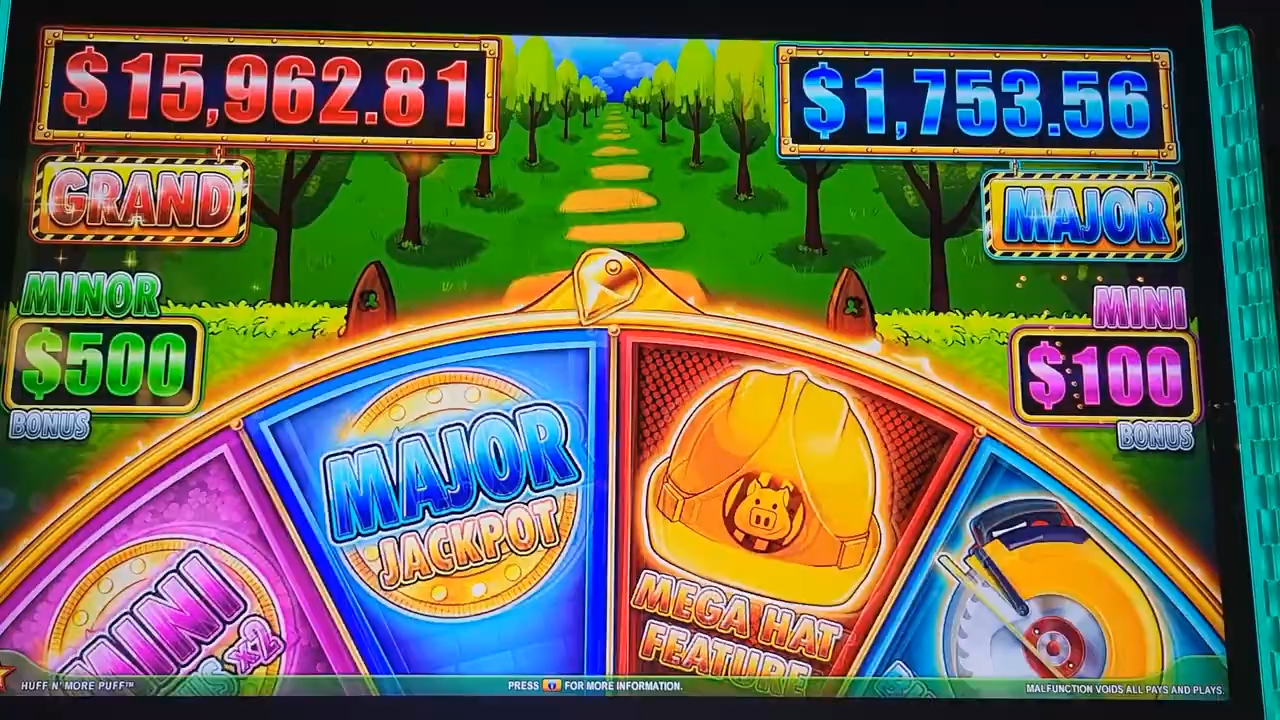 $15,962.81
$1,753.56
GRAND
MAJOR
MINOR
$500
BONUS
MINI
$100
BONUS
MAJOR
JACKPOT
MINI
X2
MEGA HAT
FEATURE
HUFF N' MORE PUFF™
PRESS FOR MORE INFORMATION.
MALFUNCTION VOIDS ALL PAYS AND PLAYS.